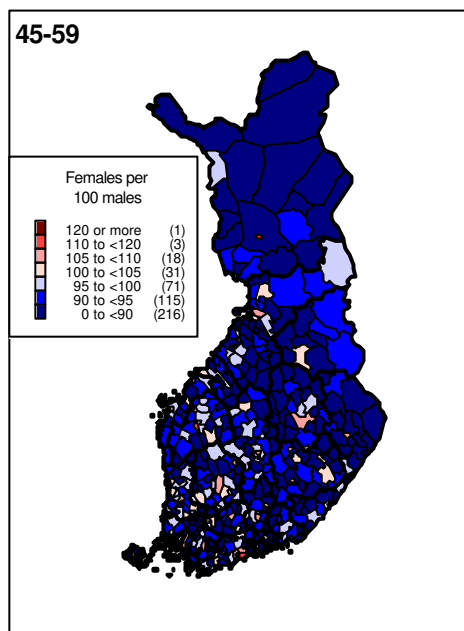 45-59
Females per
100 males
120 or more (1)
110 to <120 (3)
105 to <110 (18)
100 to <105 (31)
95 to <100 (71)
90 to <95 (115)
0 to <90 (216)